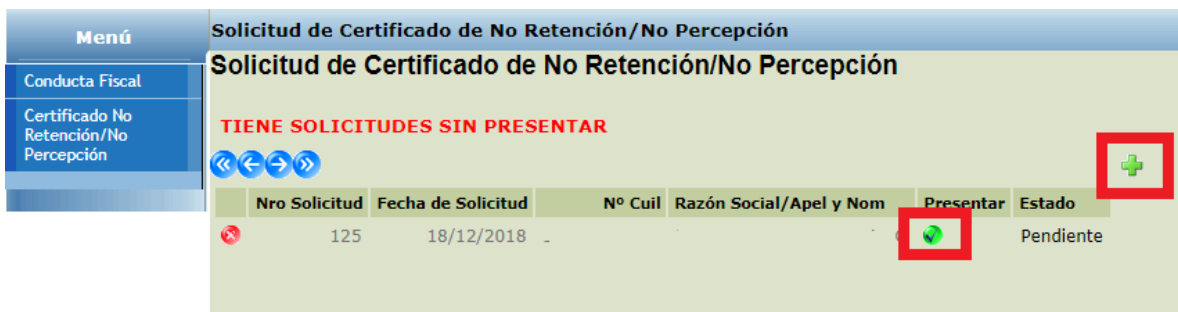 Menú
Conducta Fiscal
Certificado No
Retención/No
Percepción
Solicitud de Certificado de No Retención/No Percepción
Solicitud de Certificado de No Retención/No Percepción
TIENE SOLICITUDES SIN PRESENTAR
Nro Solicitud Fecha de Solicitud Nº Cuil Razón Social/Apel y Nom Presentar Estado
125 18/12/2018 Pendiente